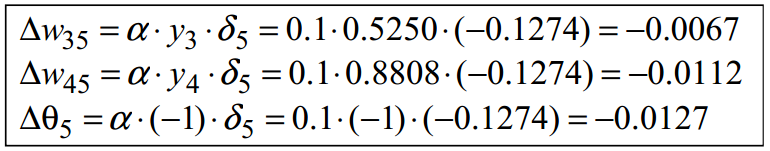 Δw₃₅ = α · y₃ · δ₅ = 0.1 · 0.5250 · (−0.1274) = −0.0067
Δw₄₅ = α · y₄ · δ₅ = 0.1 · 0.8808 · (−0.1274) = −0.0112
Δθ₅ = α · (−1) · δ₅ = 0.1 · (−1) · (−0.1274) = −0.0127